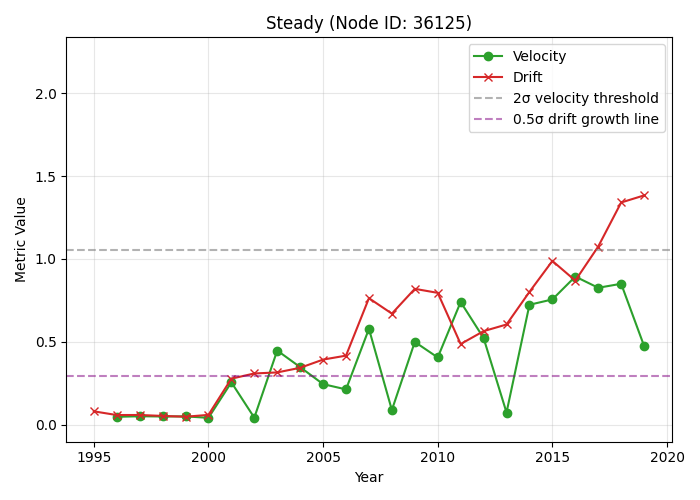 Steady (Node ID: 36125)
Velocity
Drift
2σ velocity threshold
0.5σ drift growth line
Metric Value
2.0
1.5
1.0
0.5
0.0
1995
2000
2005
2010
2015
2020
Year